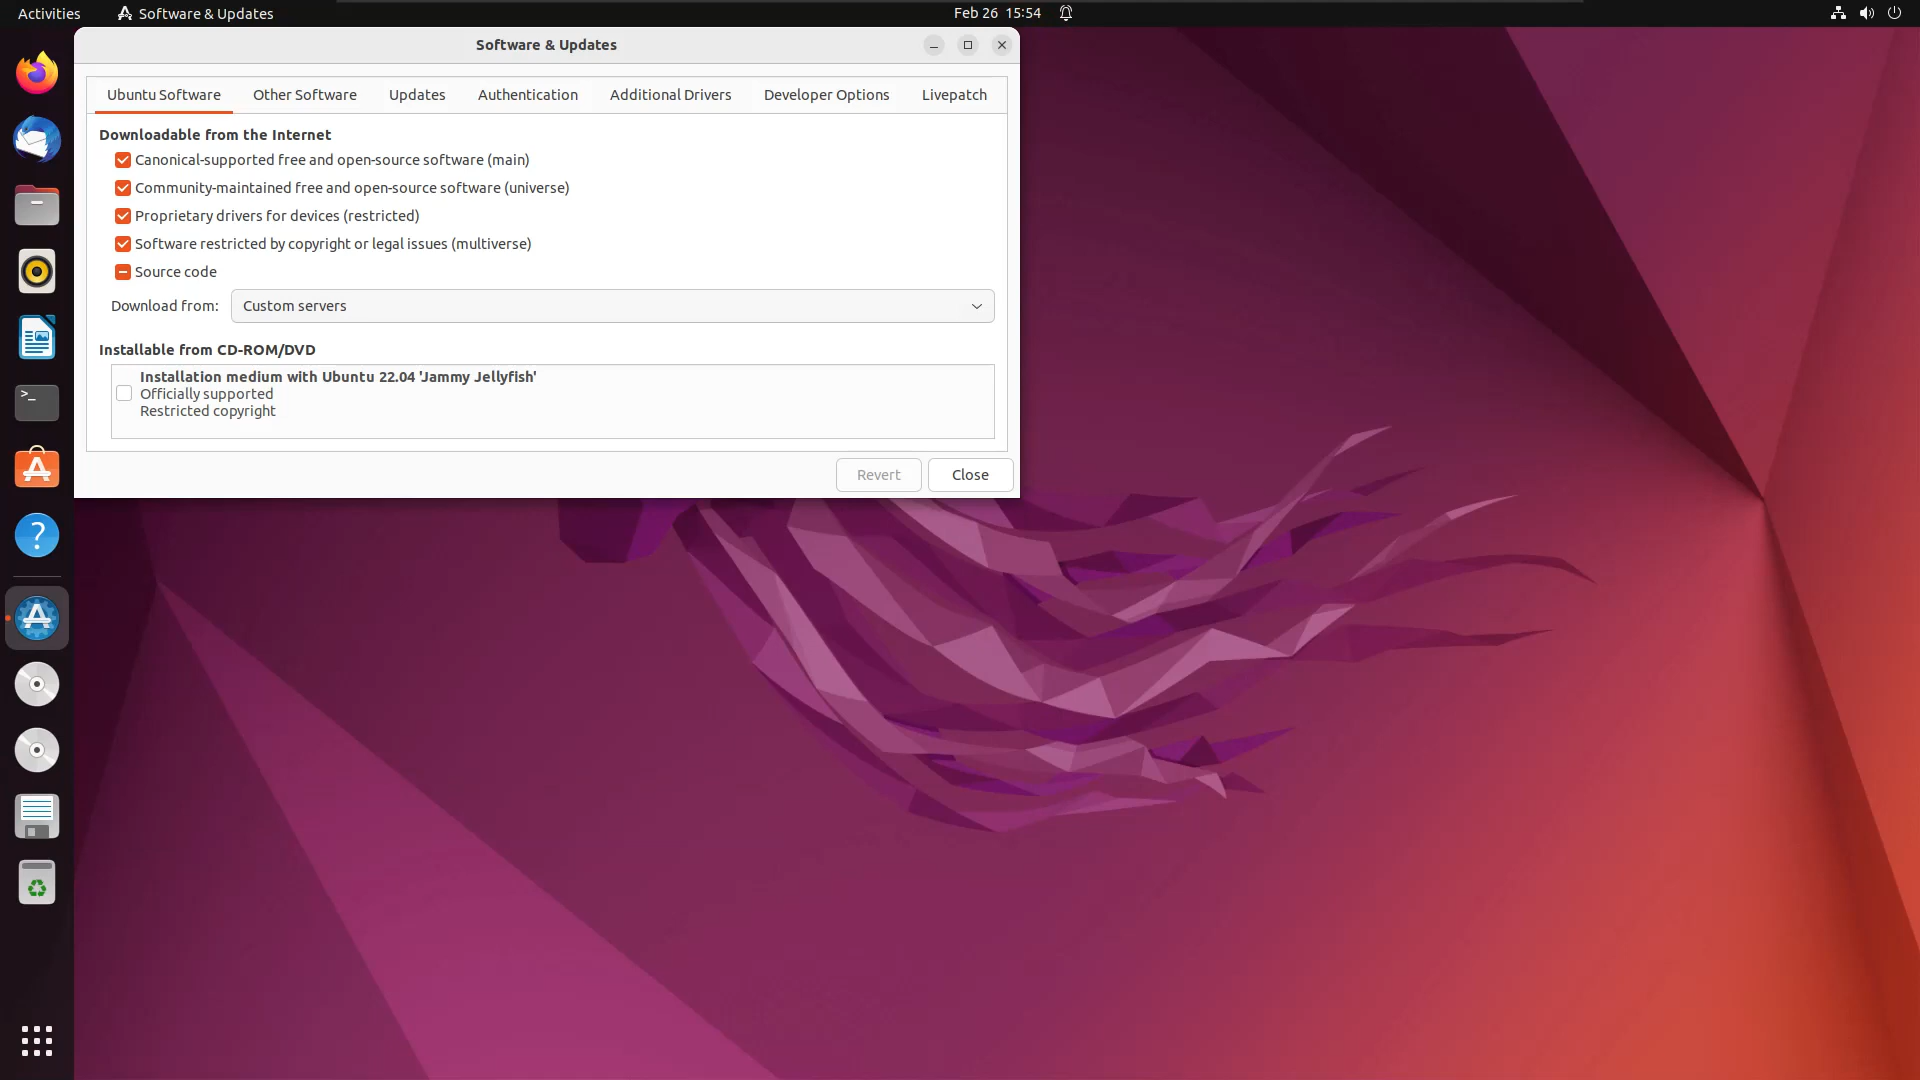 Activities
Software & Updates
Feb 26 15:54
Software & Updates
Ubuntu Software
Other Software
Updates
Authentication
Additional Drivers
Developer Options
Livepatch
Downloadable from the Internet
Canonical-supported free and open-source software (main)
Community-maintained free and open-source software (universe)
Proprietary drivers for devices (restricted)
Software restricted by copyright or legal issues (multiverse)
Source code
Download from:
Custom servers
Installable from CD-ROM/DVD
Installation medium with Ubuntu 22.04 'Jammy Jellyfish'
Officially supported
Restricted copyright
Revert
Close